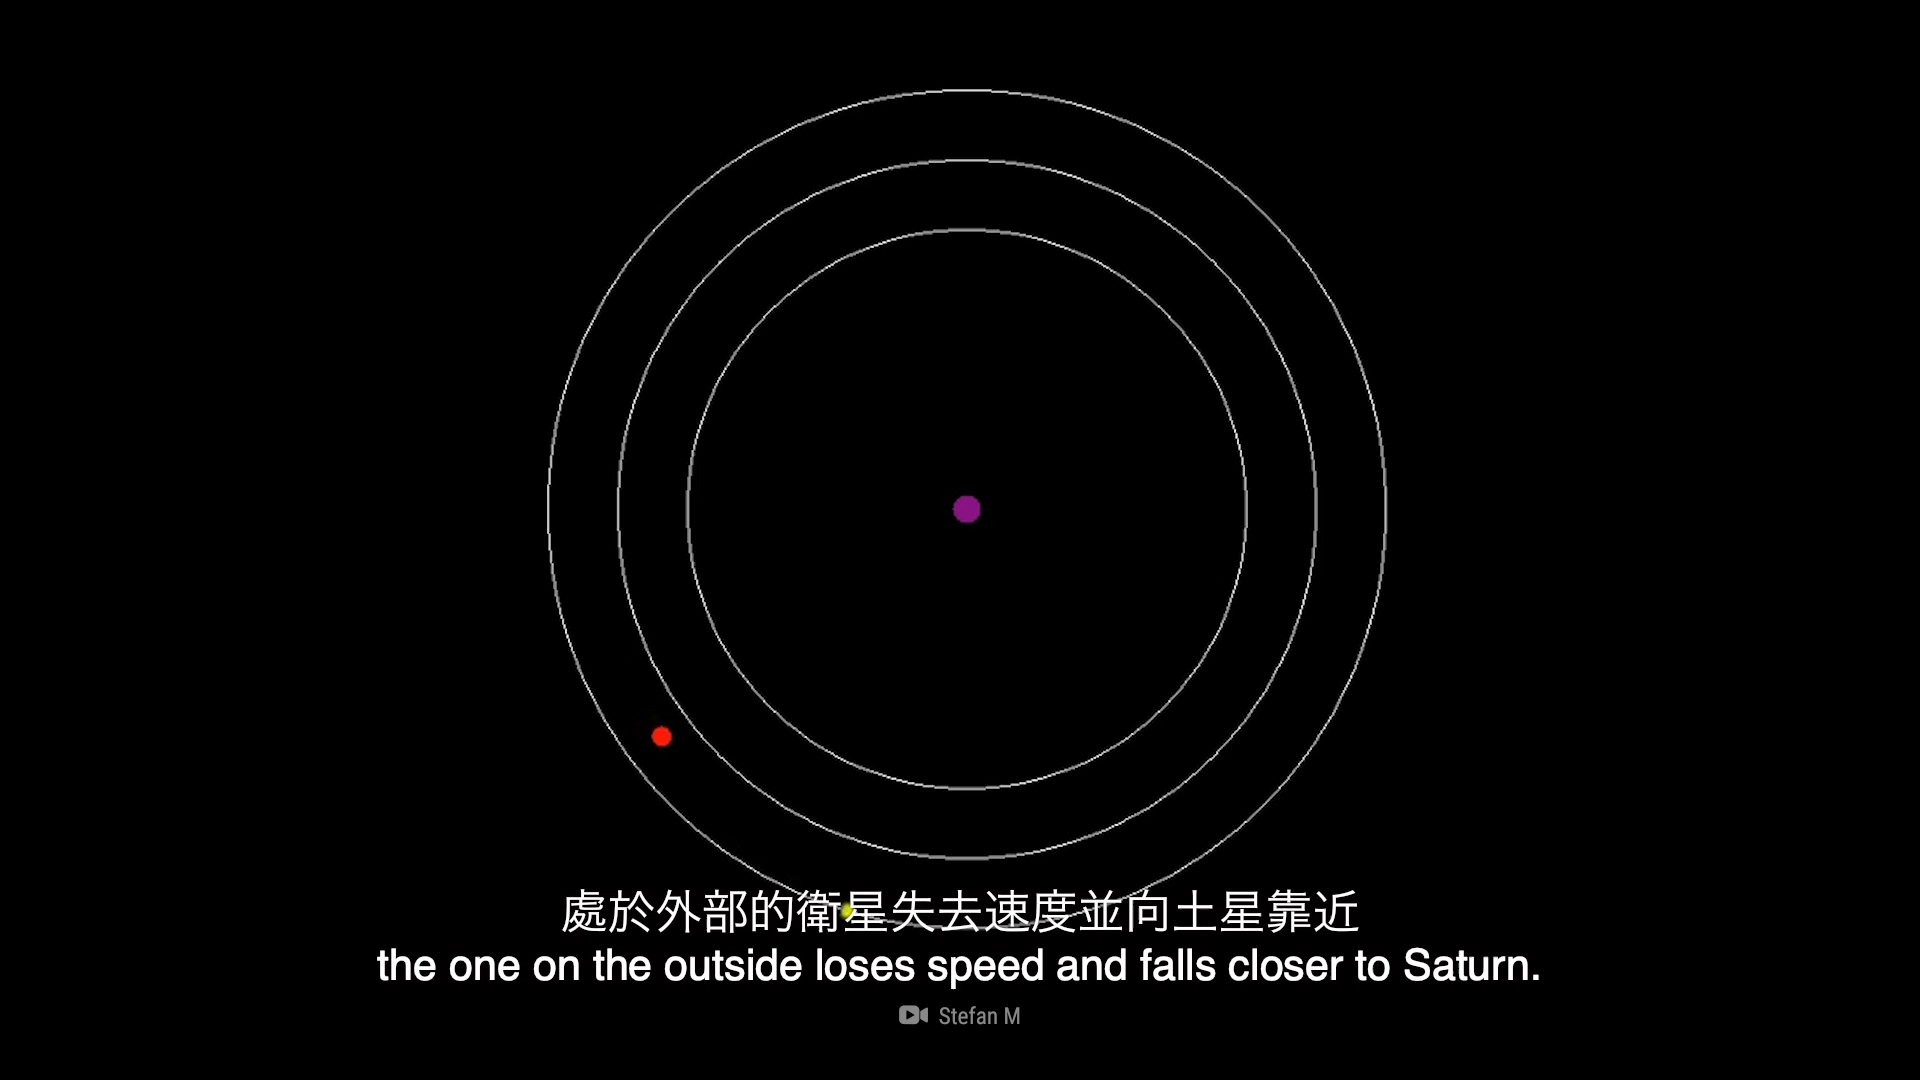 處於外部的衛星失去速度並向土星靠近
the one on the outside loses speed and falls closer to Saturn.
Stefan M